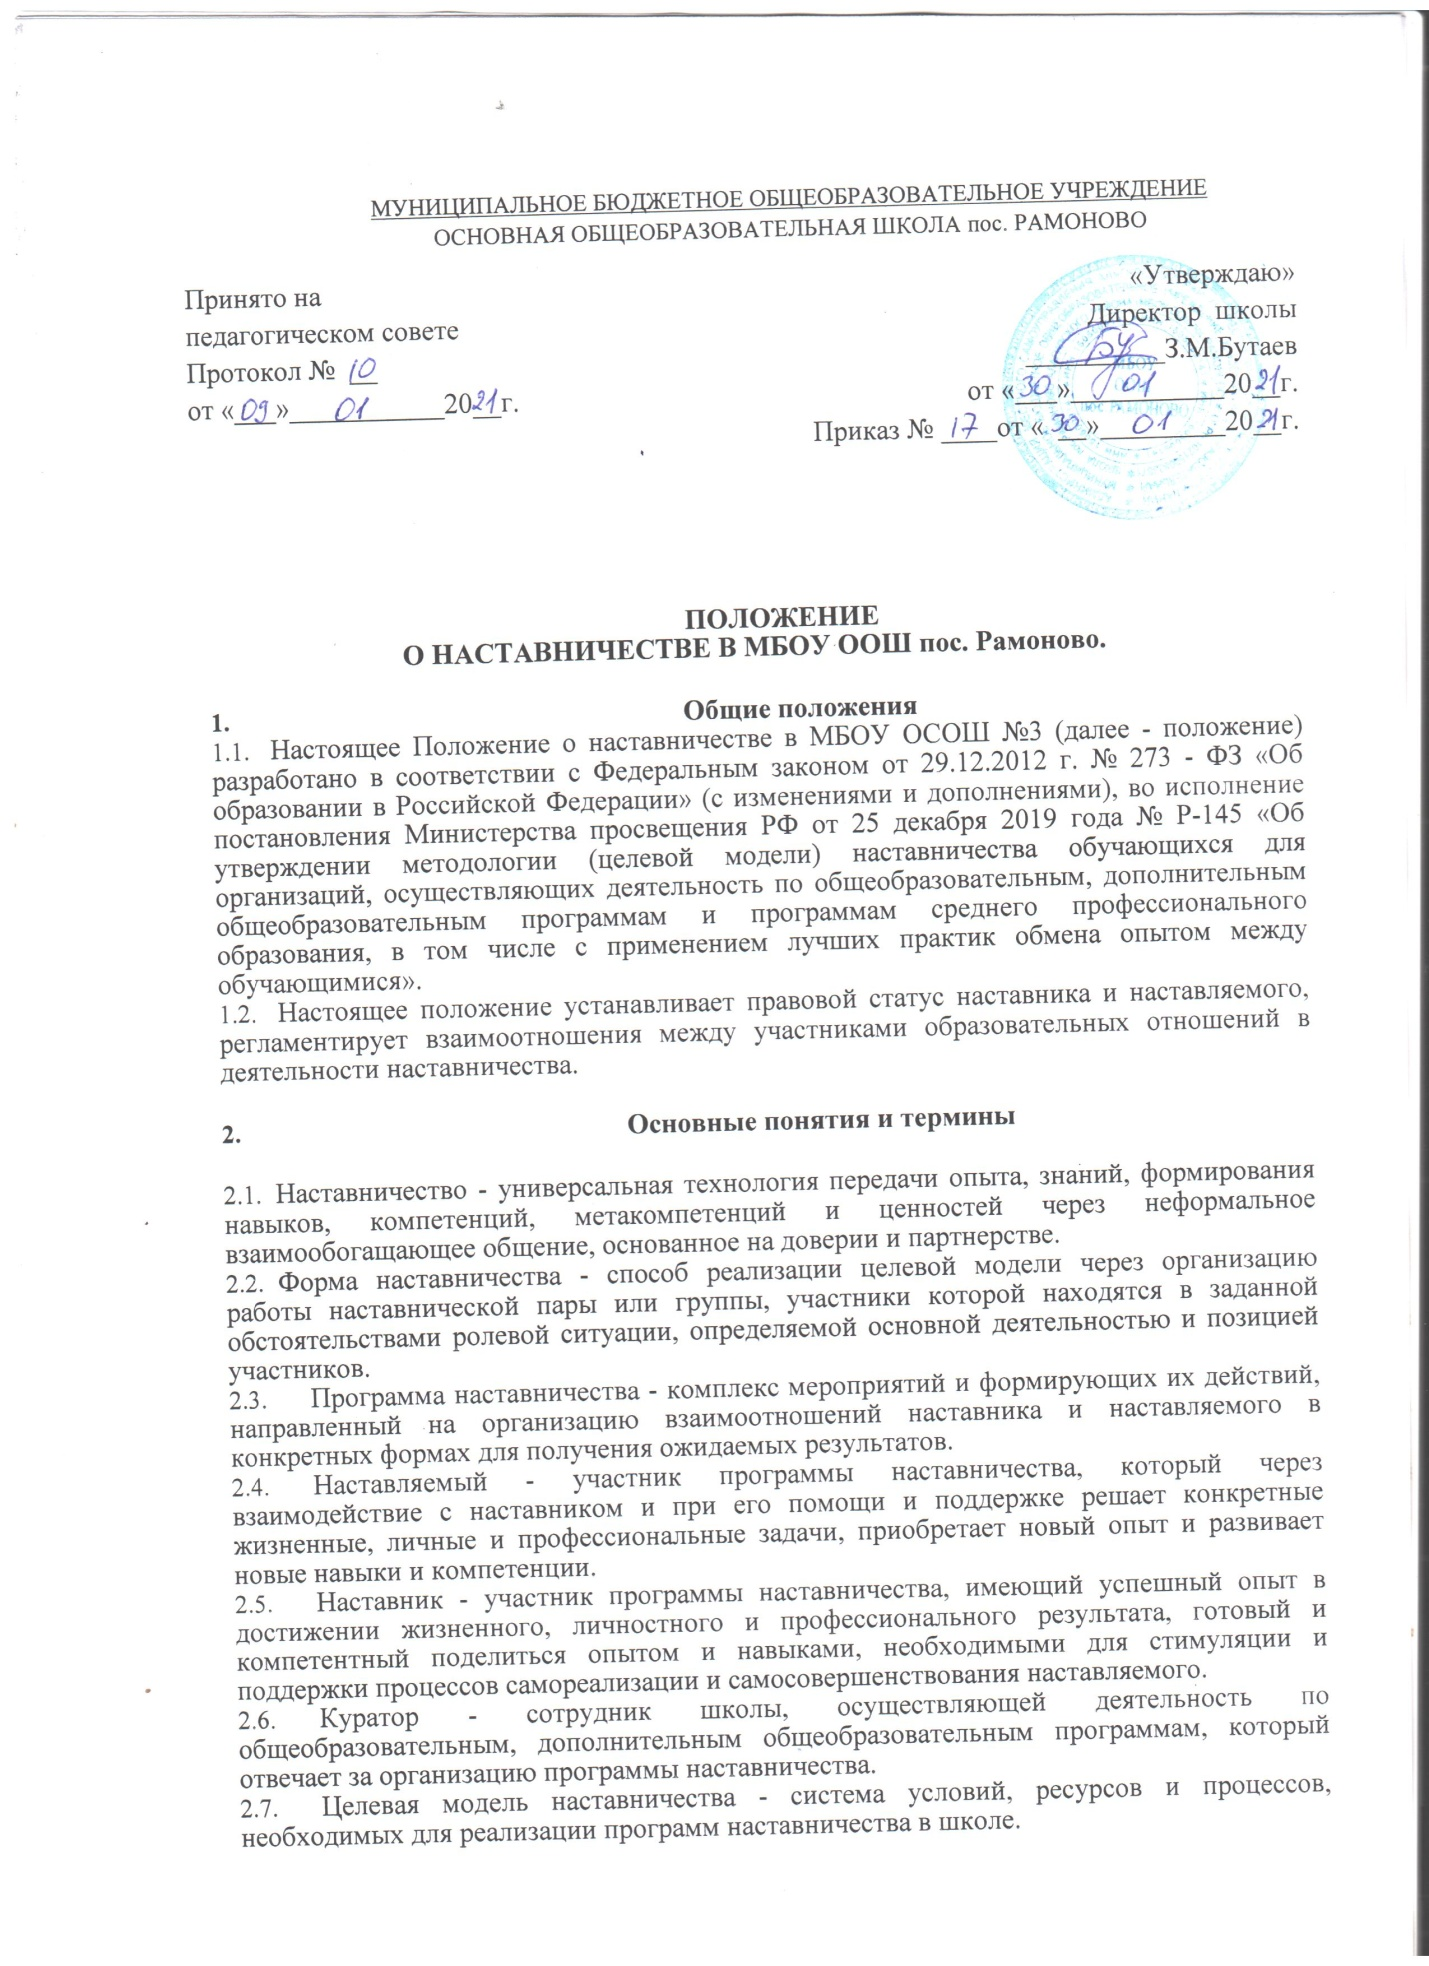 МУНИЦИПАЛЬНОЕ БЮДЖЕТНОЕ ОБЩЕОБРАЗОВАТЕЛЬНОЕ УЧРЕЖДЕНИЕ
ОСНОВНАЯ ОБЩЕОБРАЗОВАТЕЛЬНАЯ ШКОЛА пос. РАМОНОВО
Принято на
педагогическом совете
Протокол № 10
от «09» 01 2021г.
«Утверждаю»
Директор школы
З.М.Бутаев
от «30» 01 2021г.
Приказ № 17 от «30» 01 2021г.
ПОЛОЖЕНИЕ
О НАСТАВНИЧЕСТВЕ В МБОУ ООШ пос. Рамоново.
1. Общие положения
1.1. Настоящее Положение о наставничестве в МБОУ ОСОШ №3 (далее - положение)
разработано в соответствии с Федеральным законом от 29.12.2012 г. № 273 - ФЗ «Об
образовании в Российской Федерации» (с изменениями и дополнениями), во исполнение
постановления Министерства просвещения РФ от 25 декабря 2019 года № Р-145 «Об
утверждении методологии (целевой модели) наставничества обучающихся для
организаций, осуществляющих деятельность по общеобразовательным, дополнительным
общеобразовательным программам и программам среднего профессионального
образования, в том числе с применением лучших практик обмена опытом между
обучающимися».
1.2. Настоящее положение устанавливает правовой статус наставника и наставляемого,
регламентирует взаимоотношения между участниками образовательных отношений в
деятельности наставничества.
2. Основные понятия и термины
2.1. Наставничество - универсальная технология передачи опыта, знаний, формирования
навыков, компетенций, метакомпетенций и ценностей через неформальное
взаимообогащающее общение, основанное на доверии и партнерстве.
2.2. Форма наставничества - способ реализации целевой модели через организацию
работы наставнической пары или группы, участники которой находятся в заданной
обстоятельствами ролевой ситуации, определяемой основной деятельностью и позицией
участников.
2.3. Программа наставничества - комплекс мероприятий и формирующих их действий,
направленный на организацию взаимоотношений наставника и наставляемого в
конкретных формах для получения ожидаемых результатов.
2.4. Наставляемый - участник программы наставничества, который через
взаимодействие с наставником и при его помощи и поддержке решает конкретные
жизненные, личные и профессиональные задачи, приобретает новый опыт и развивает
новые навыки и компетенции.
2.5. Наставник - участник программы наставничества, имеющий успешный опыт в
достижении жизненного, личностного и профессионального результата, готовый и
компетентный поделиться опытом и навыками, необходимыми для стимуляции и
поддержки процессов самореализации и самосовершенствования наставляемого.
2.6. Куратор - сотрудник школы, осуществляющей деятельность по
общеобразовательным, дополнительным общеобразовательным программам, который
отвечает за организацию программы наставничества.
2.7. Целевая модель наставничества - система условий, ресурсов и процессов,
необходимых для реализации программ наставничества в школе.